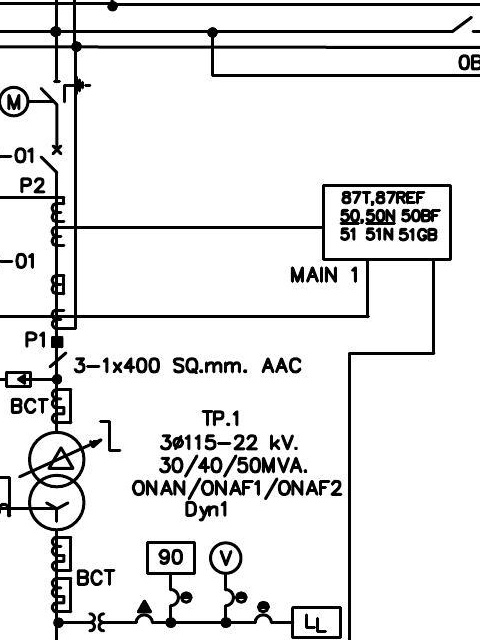 OB
M
-01
P2
87T,87REF
50,50N 50BF
51 51N 51GB
-01
MAIN 1
P1
3-1x400 SQ.mm. AAC
BCT
TP.1
3ø115-22 kV.
30/40/50MVA.
ONAN/ONAF1/ONAF2
Dyn1
90
V
BCT
LL